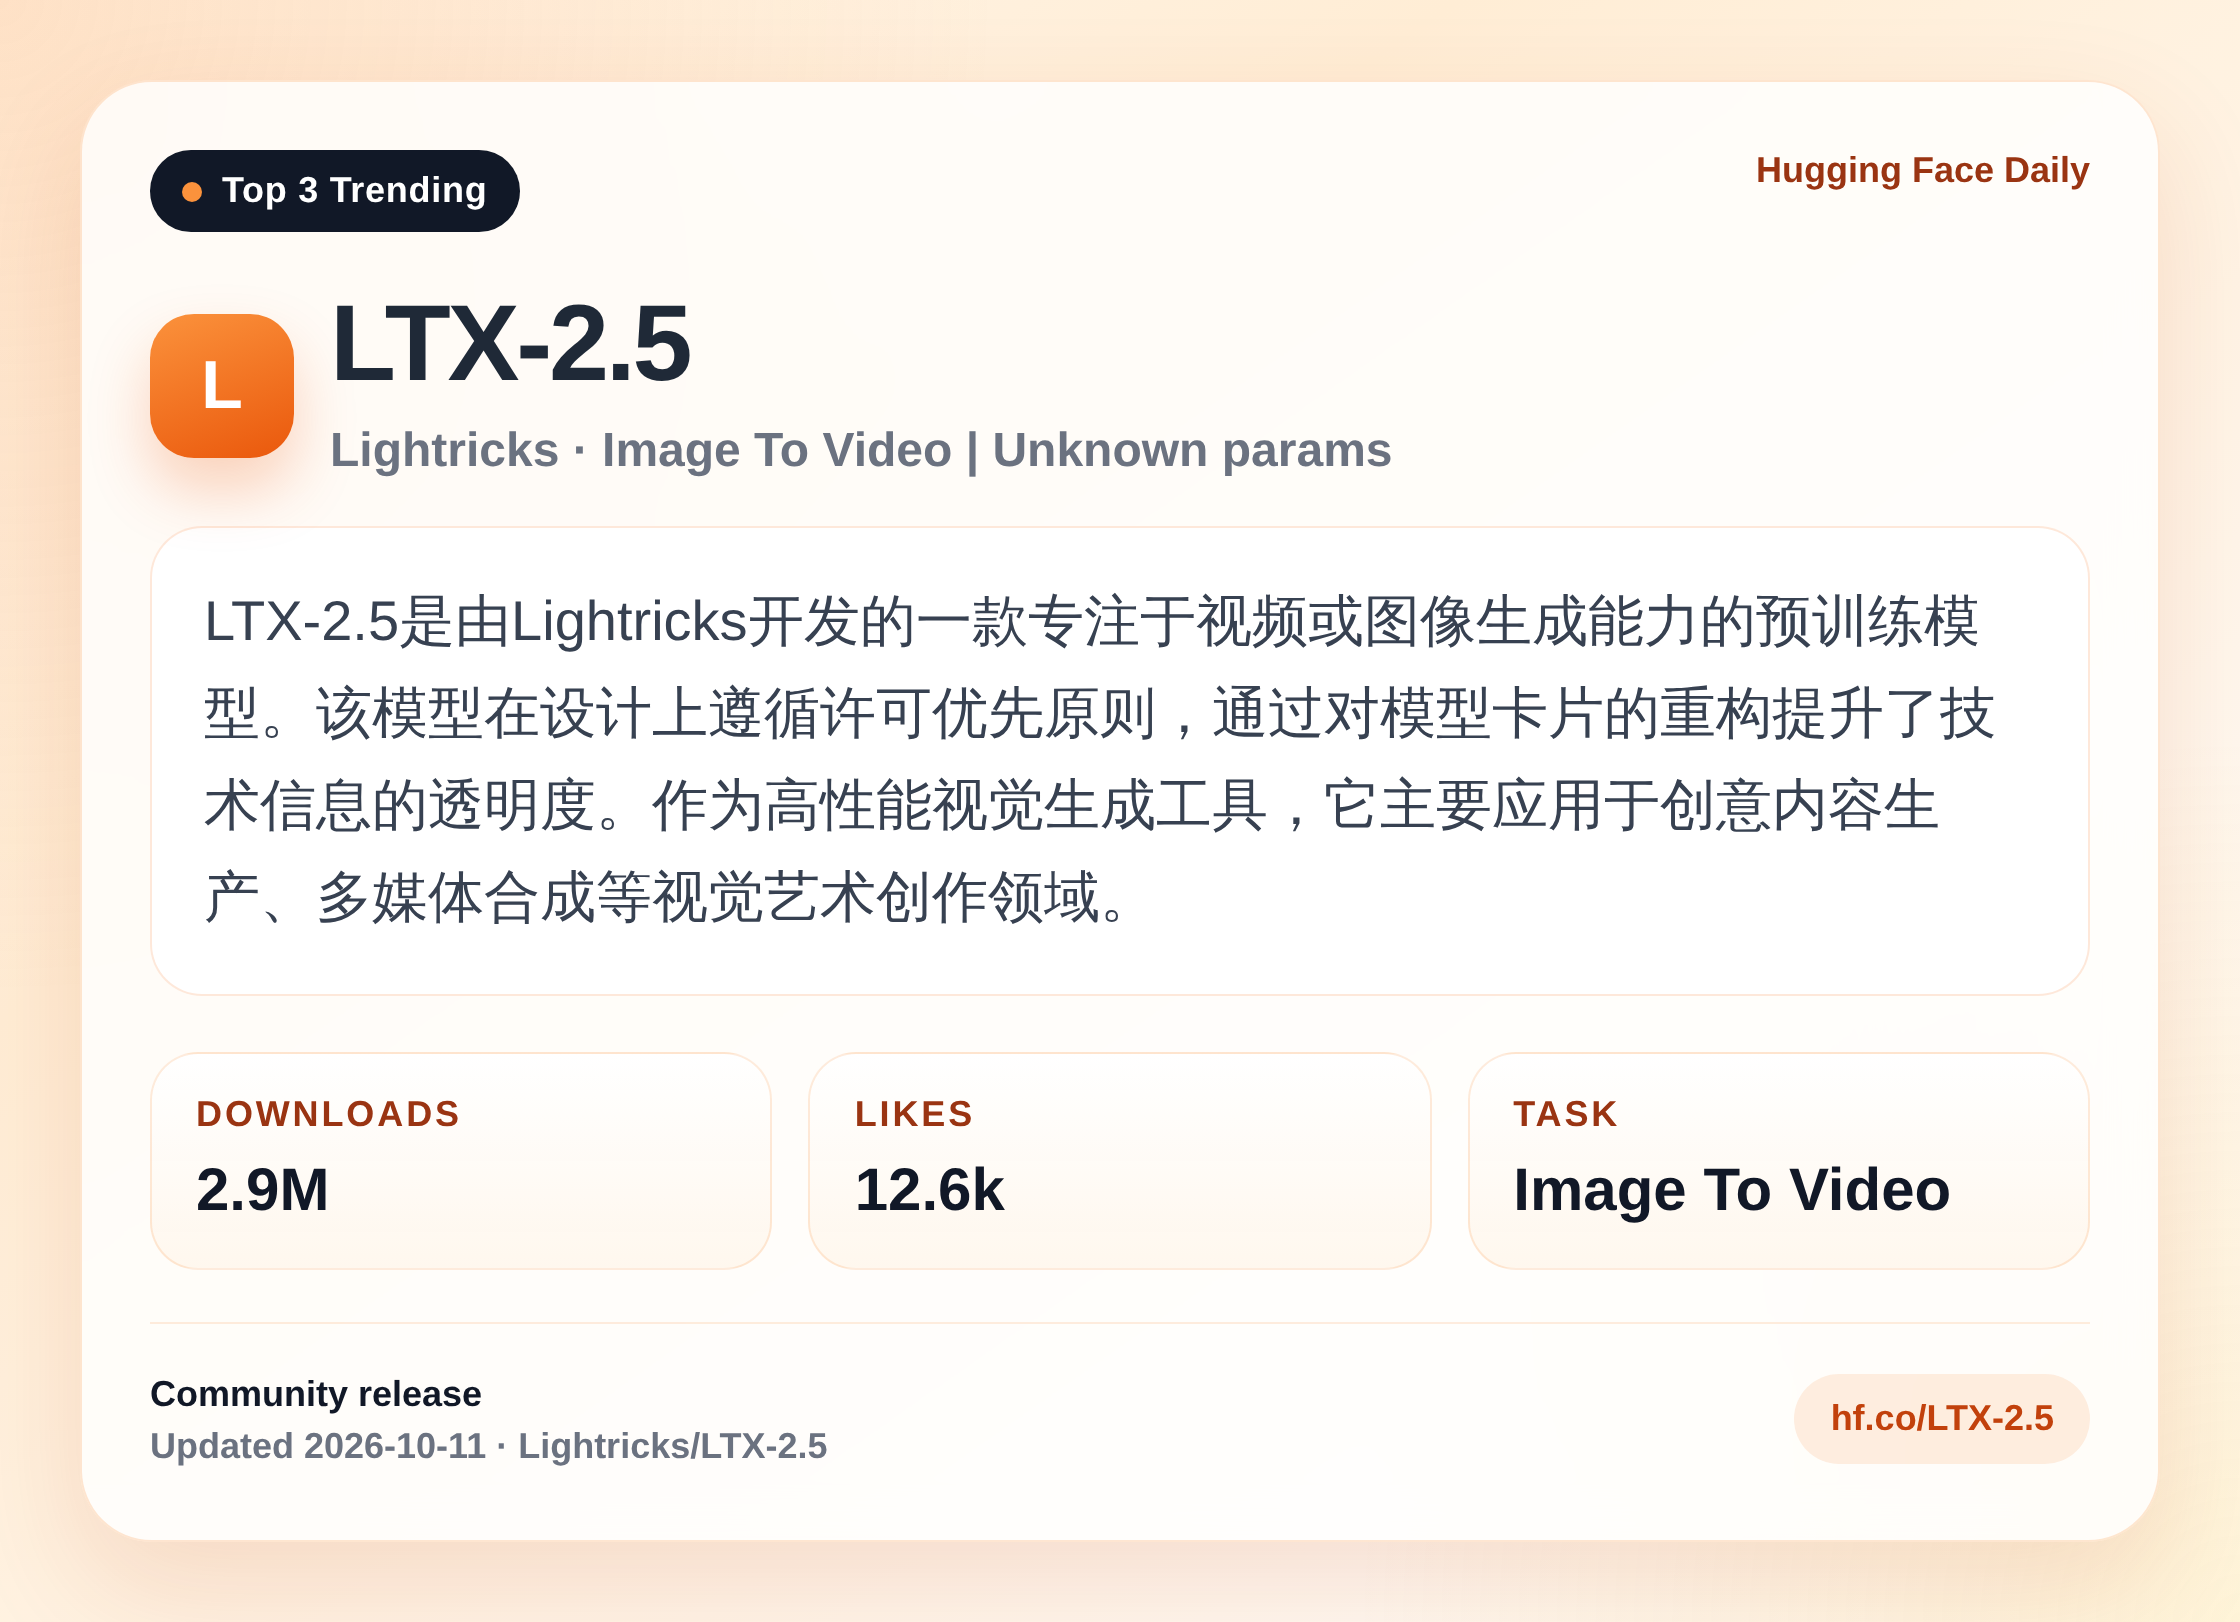 Top 3 Trending
Hugging Face Daily
L
LTX-2.5
Lightricks · Image To Video | Unknown params
LTX-2.5是由Lightricks开发的一款专注于视频或图像生成能力的预训练模
型。该模型在设计上遵循许可优先原则，通过对模型卡片的重构提升了技
术信息的透明度。作为高性能视觉生成工具，它主要应用于创意内容生
产、多媒体合成等视觉艺术创作领域。
DOWNLOADS
2.9M
LIKES
12.6k
TASK
Image To Video
Community release
Updated 2026-10-11 · Lightricks/LTX-2.5
hf.co/LTX-2.5